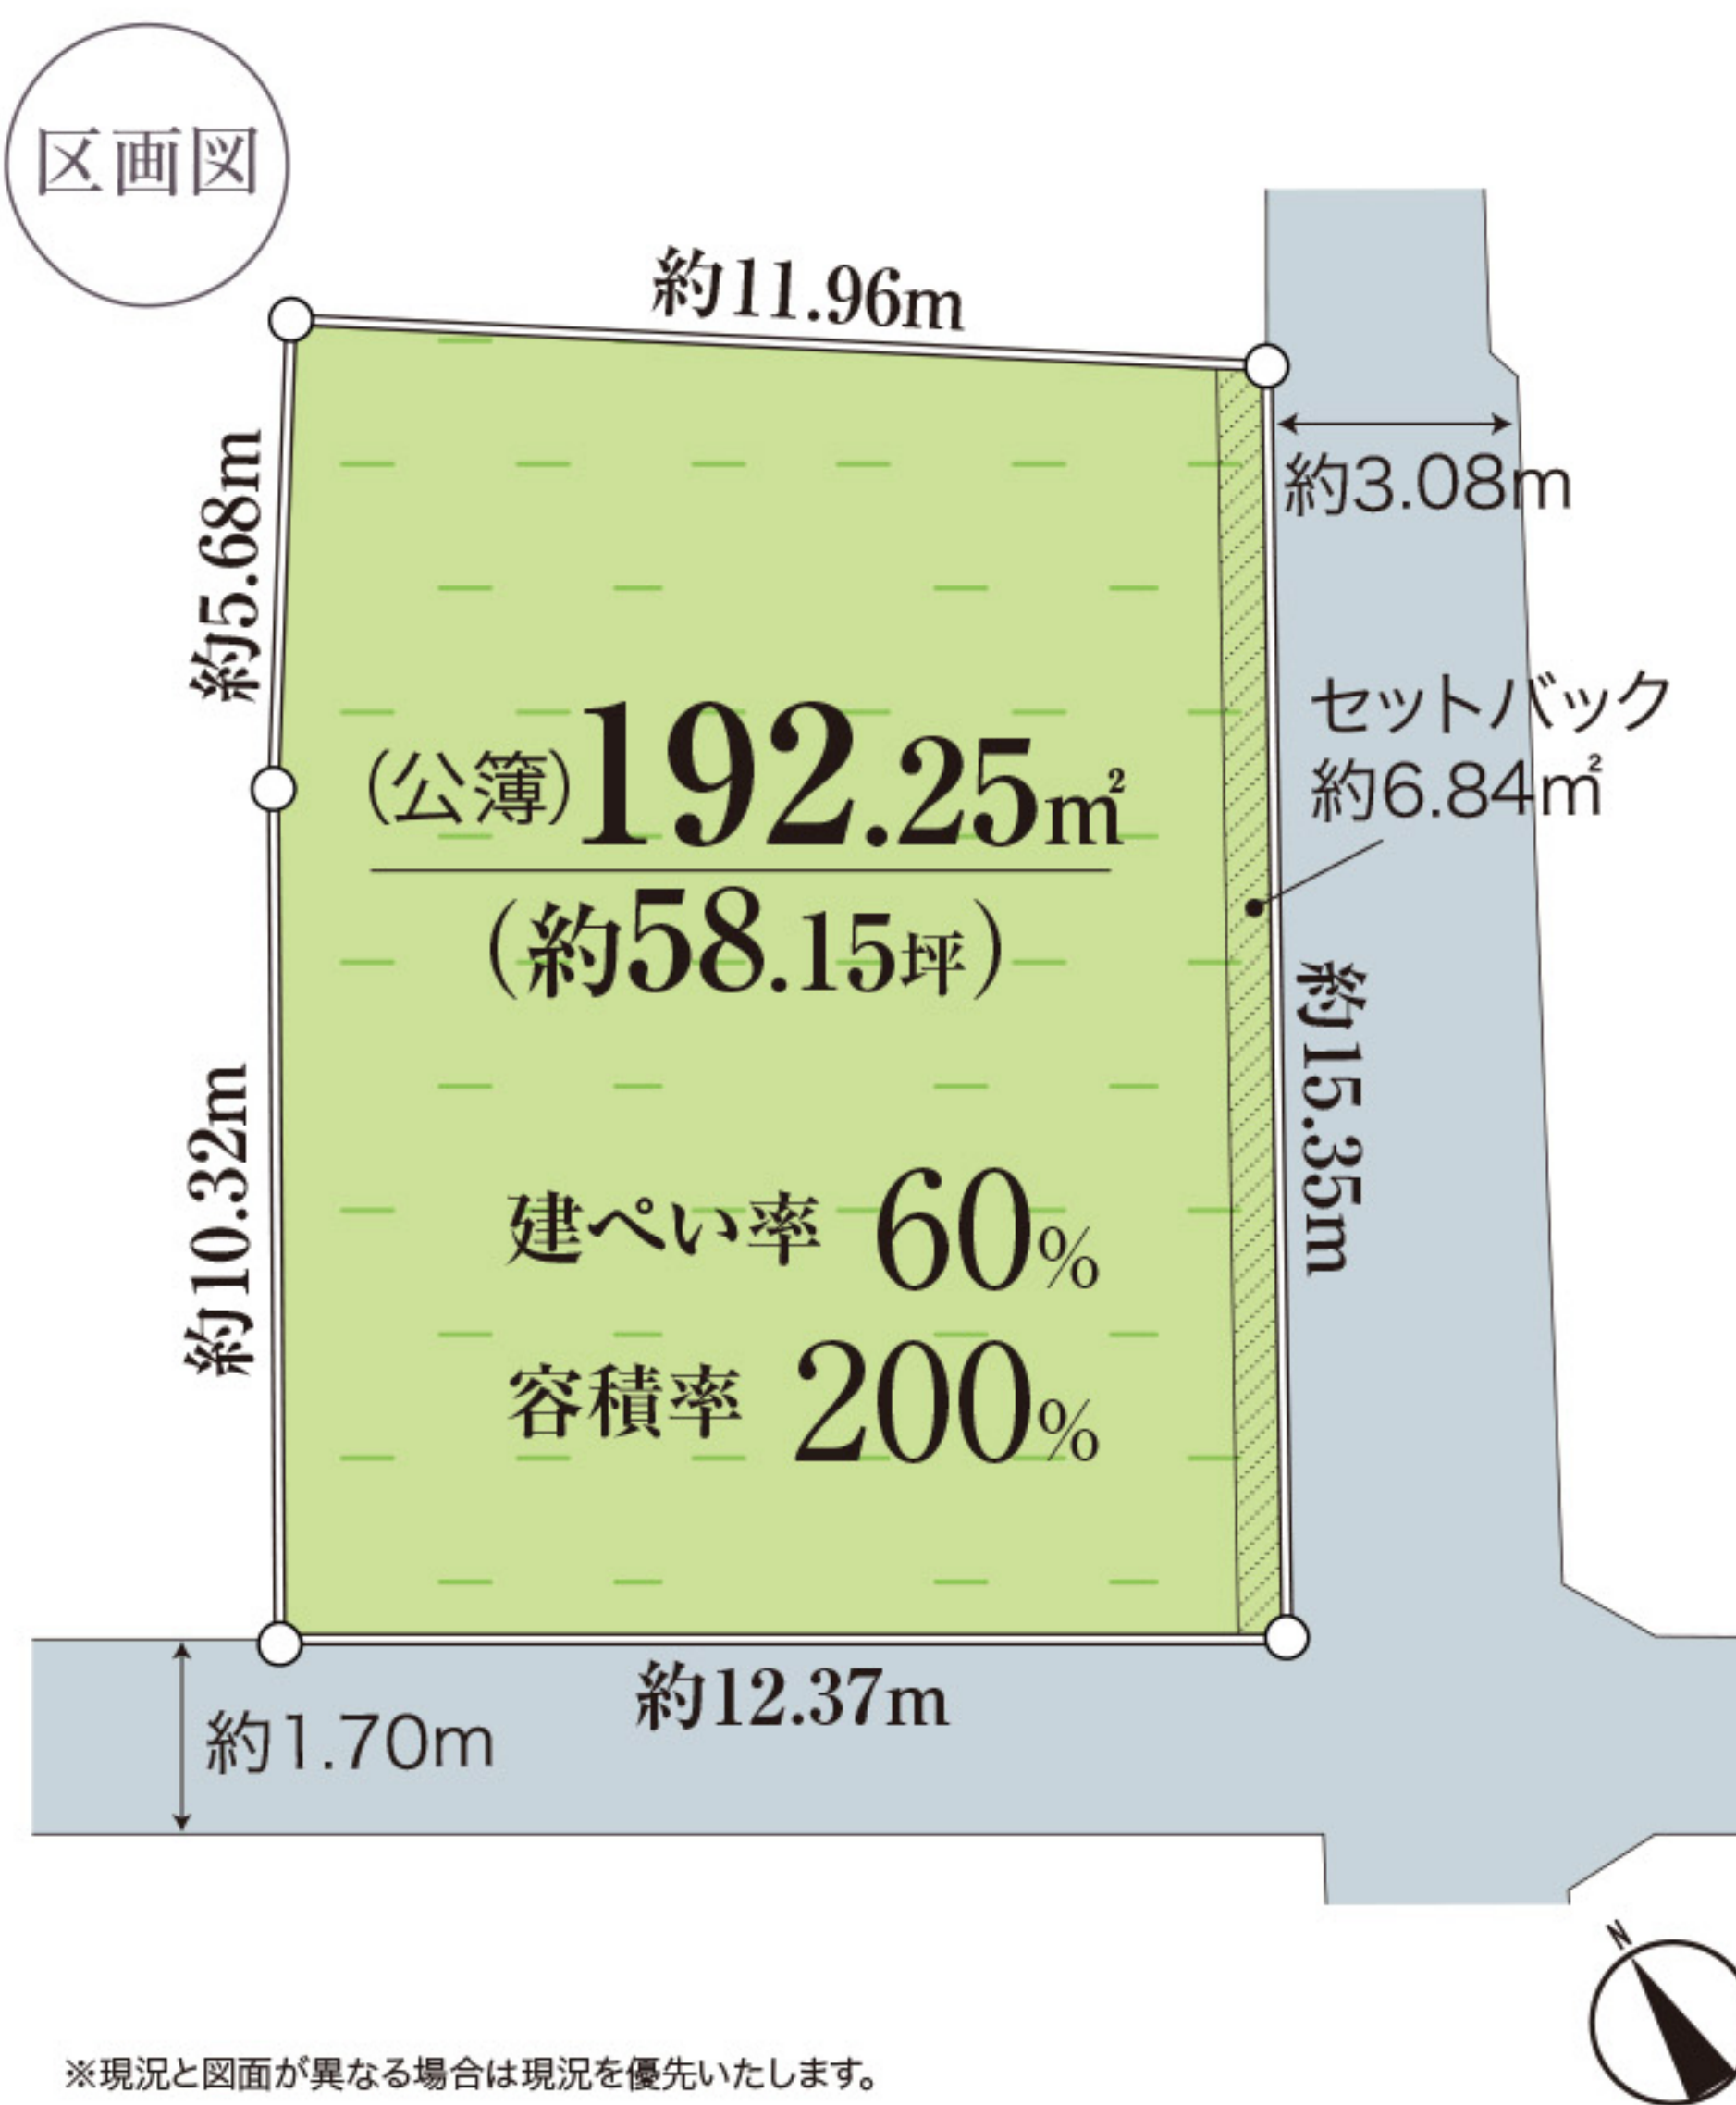 区画図
約11.96m
約3.08m
約5.68m
セットバック
約6.84㎡
(公簿)192.25㎡
(約58.15坪)
約15.35m
約10.32m
建ぺい率 60%
容積率 200%
約12.37m
約1.70m
N
※現況と図面が異なる場合は現況を優先いたします。